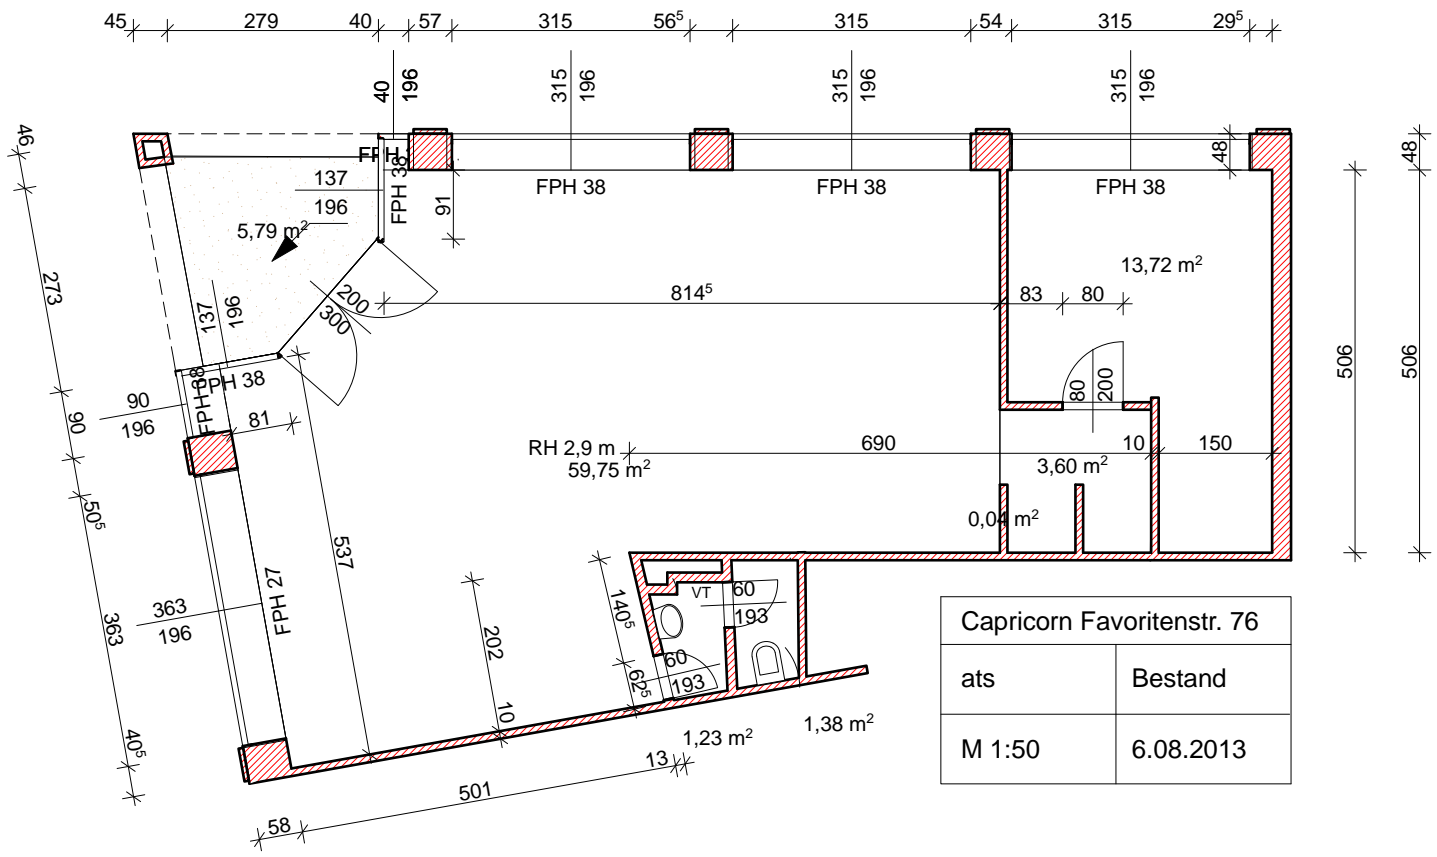 45 279 40 57 315 56⁵ 315 54 315 29⁵
40 196
315 196
315 196
315 196
46
48
48
FPH 38
FPH 38
FPH 38
FPH 38
137
196
91
5,79 m²
13,72 m²
273
137
196
200
300
814⁵
83
80
506
506
FPH 38
FPH 38
90
196
81
90
80
200
RH 2,9 m
59,75 m²
690
10
150
3,60 m²
50⁵
0,04 m²
537
363
196
FPH 27
363
202
140⁵
VT
60
193
60
193
62⁵
10
40⁵
1,23 m²
1,38 m²
13
501
58
Capricorn Favoritenstr. 76
ats Bestand
M 1:50 6.08.2013